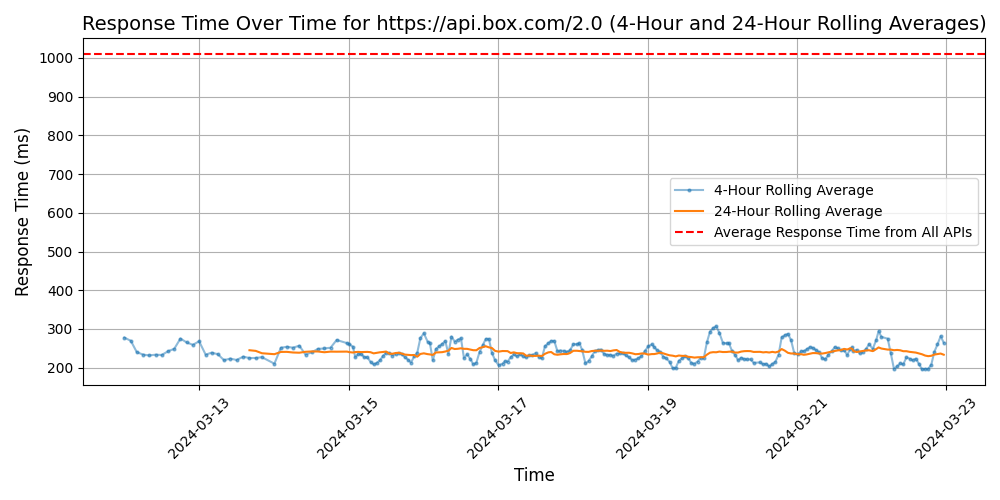 Response Time Over Time for https://api.box.com/2.0 (4-Hour and 24-Hour Rolling Averages)
Response Time (ms)
1000
900
800
700
600
500
400
300
200
4-Hour Rolling Average
24-Hour Rolling Average
Average Response Time from All APIs
2024-03-13
2024-03-15
2024-03-17
2024-03-19
2024-03-21
2024-03-23
Time